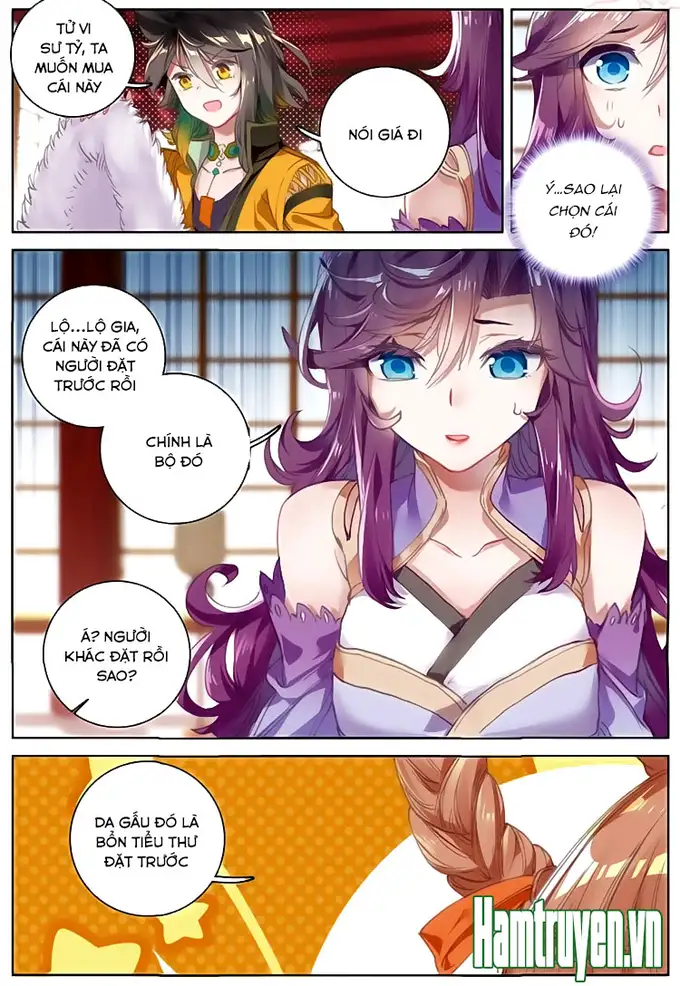 TỬ VI
SƯ TỶ, TA
MUỐN MUA
CÁI NÀY
NÓI GIÁ ĐI
Ý...SAO LẠI
CHỌN CÁI
ĐÓ!
LỘ...LỘ GIA,
CÁI NÀY ĐÃ CÓ
NGƯỜI ĐẶT
TRƯỚC RỒI
CHÍNH LÀ
BỘ ĐÓ
Á? NGƯỜI
KHÁC ĐẶT RỒI
SAO?
DA GẤU ĐÓ LÀ
BỔN TIỂU THƯ
ĐẶT TRƯỚC
Hamtruyen.vn